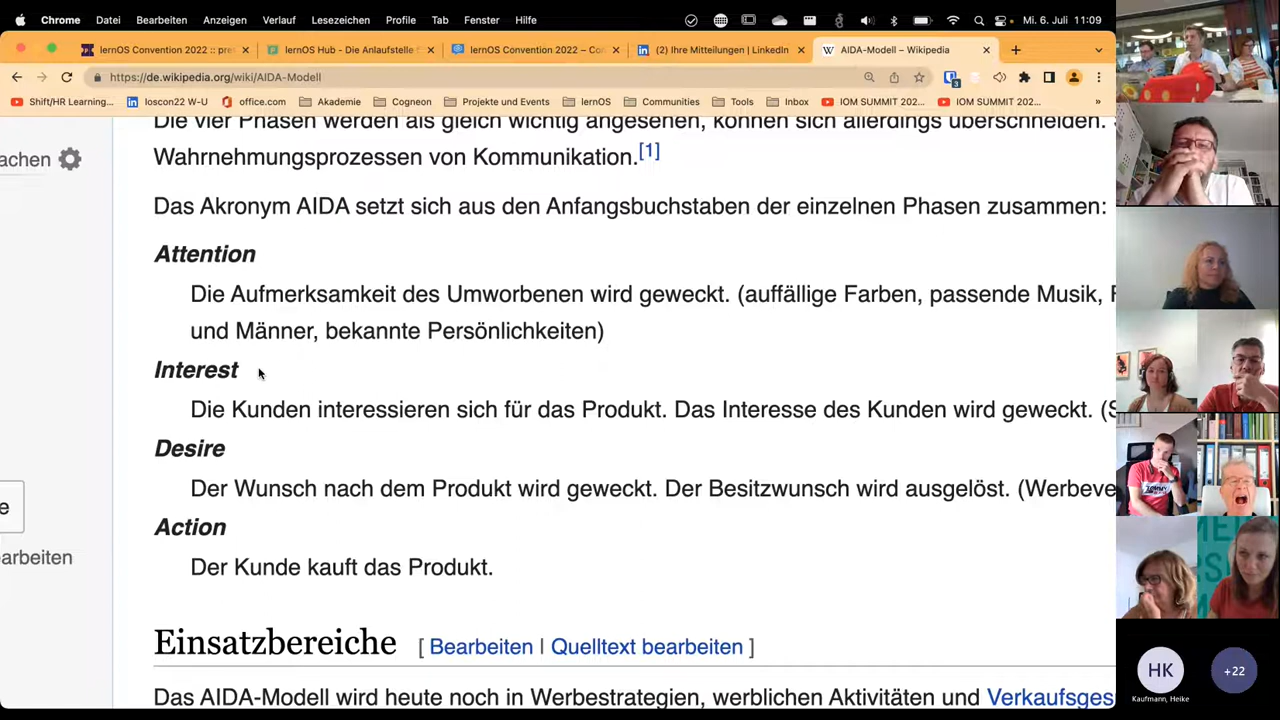 Chrome Datei Bearbeiten Anzeigen Verlauf Lesezeichen Profile Tab Fenster Hilfe Mi. 6. Juli 11:09
lernOS Convention 2022 :: pre lernOS Hub - Die Anlaufstelle lernOS Convention 2022 – Co (2) Ihre Mitteilungen | LinkedIn AIDA-Modell – Wikipedia
https://de.wikipedia.org/wiki/AIDA-Modell
Shift/HR Learning... loscon22 W-U office.com Akademie Cogneon Projekte und Events lernOS Communities Tools Inbox IOM SUMMIT 202... IOM SUMMIT 202... »
Die vier Phasen werden als gleich wichtig angesehen, können sich allerdings überschneiden.
achen
Wahrnehmungsprozessen von Kommunikation.[1]
Das Akronym AIDA setzt sich aus den Anfangsbuchstaben der einzelnen Phasen zusammen:
Attention
Die Aufmerksamkeit des Umworbenen wird geweckt. (auffällige Farben, passende Musik,
und Männer, bekannte Persönlichkeiten)
Interest
Die Kunden interessieren sich für das Produkt. Das Interesse des Kunden wird geweckt. (S
Desire
Der Wunsch nach dem Produkt wird geweckt. Der Besitzwunsch wird ausgelöst. (Werbeve
e
Action
arbeiten
Der Kunde kauft das Produkt.
Einsatzbereiche [ Bearbeiten | Quelltext bearbeiten ]
Das AIDA-Modell wird heute noch in Werbestrategien, werblichen Aktivitäten und Verkaufsges
HK
+22
Kaufmann, Heike